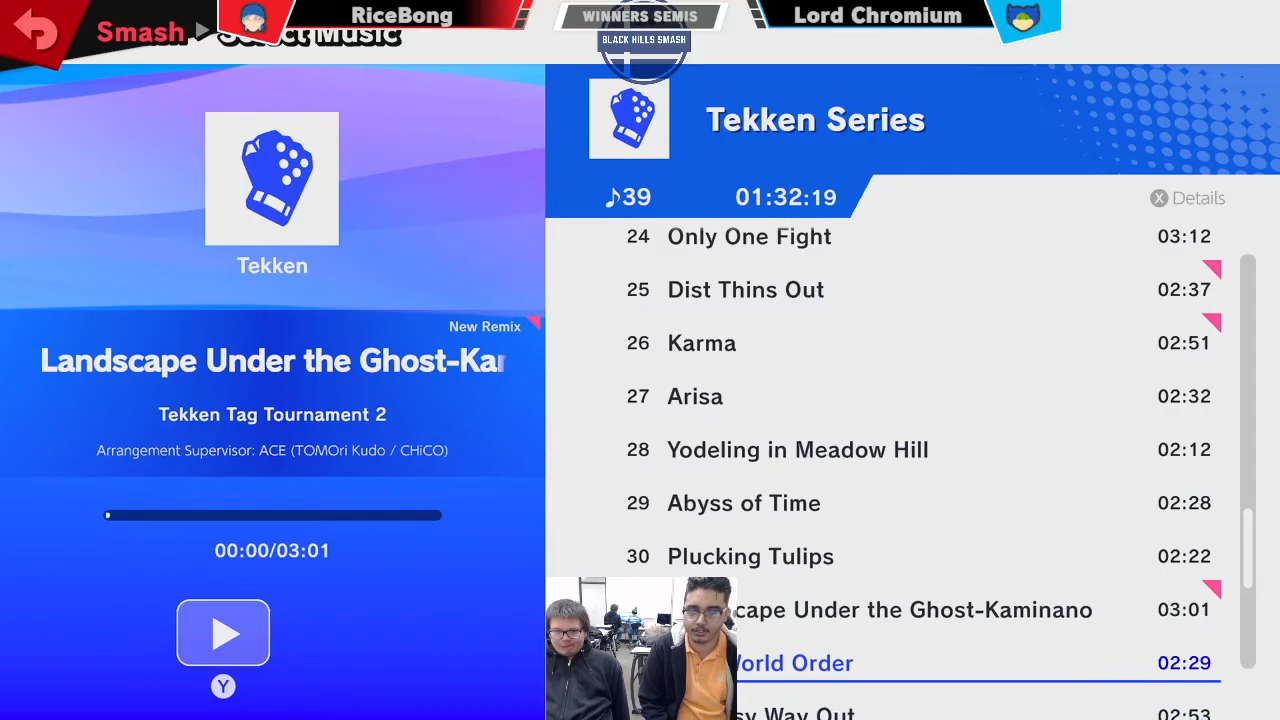 RiceBong
WINNERS SEMIS
Lord Chromium
Smash
Select Music
BLACK HILLS SMASH
Tekken Series
39
01:32:19
X Details
Tekken
New Remix
Landscape Under the Ghost-Ka
Tekken Tag Tournament 2
Arrangement Supervisor: ACE (TOMOri Kudo / CHiCO)
00:00/03:01
Y
24 Only One Fight 03:12
25 Dist Thins Out 02:37
26 Karma 02:51
27 Arisa 02:32
28 Yodeling in Meadow Hill 02:12
29 Abyss of Time 02:28
30 Plucking Tulips 02:22
cape Under the Ghost-Kaminano 03:01
World Order 02:29
sy Way Out 02:53